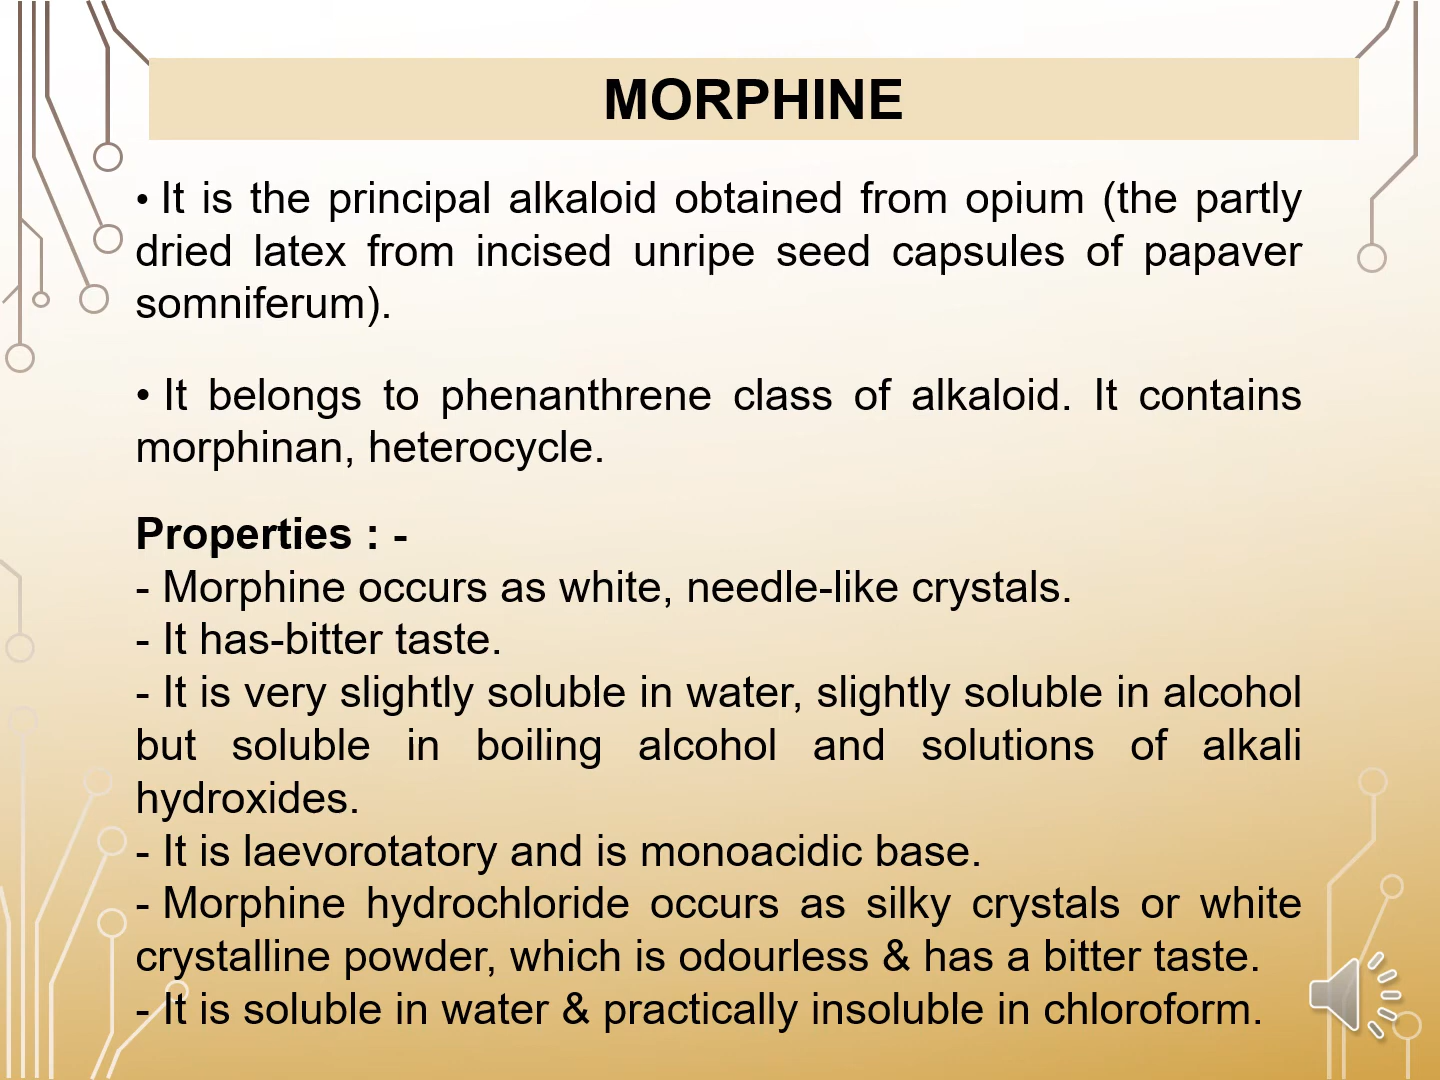 MORPHINE
• It is the principal alkaloid obtained from opium (the partly
dried latex from incised unripe seed capsules of papaver
somniferum).
• It belongs to phenanthrene class of alkaloid. It contains
morphinan, heterocycle.
Properties : -
- Morphine occurs as white, needle-like crystals.
- It has-bitter taste.
- It is very slightly soluble in water, slightly soluble in alcohol
but soluble in boiling alcohol and solutions of alkali
hydroxides.
- It is laevorotatory and is monoacidic base.
- Morphine hydrochloride occurs as silky crystals or white
crystalline powder, which is odourless & has a bitter taste.
- It is soluble in water & practically insoluble in chloroform.